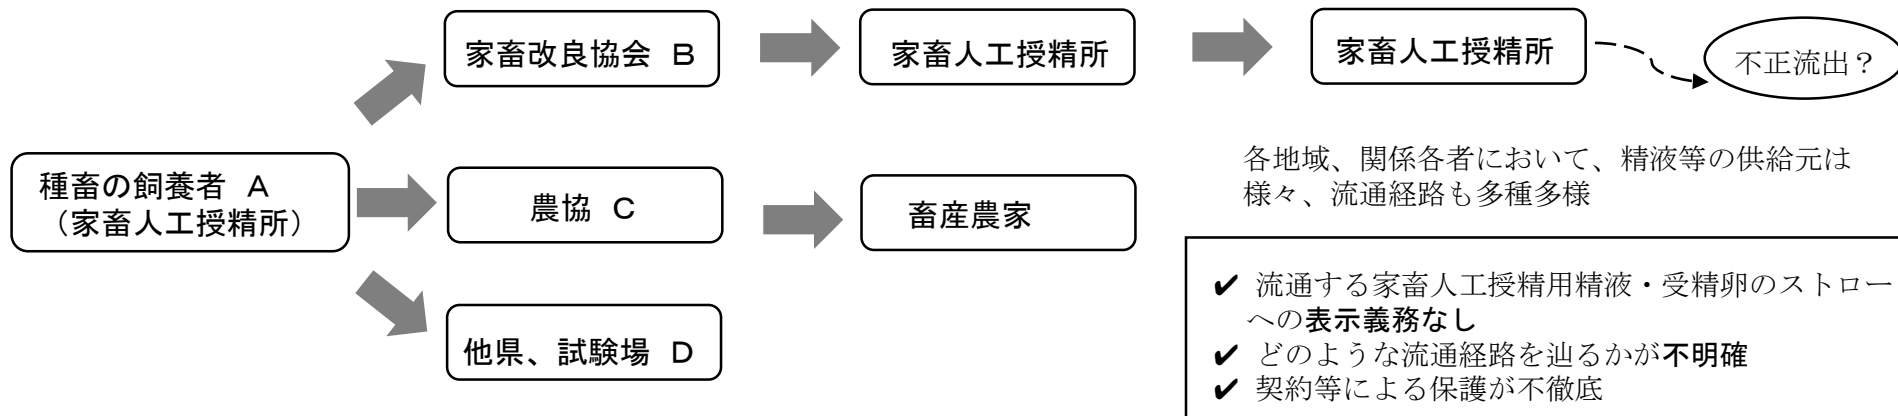 家畜改良協会 B
家畜人工授精所
家畜人工授精所
不正流出？
種畜の飼養者 A
（家畜人工授精所）
農協 C
畜産農家
他県、試験場 D
各地域、関係各者において、精液等の供給元は
様々、流通経路も多種多様
✔ 流通する家畜人工授精用精液・受精卵のストロー
への表示義務なし
✔ どのような流通経路を辿るかが不明確
✔ 契約等による保護が不徹底